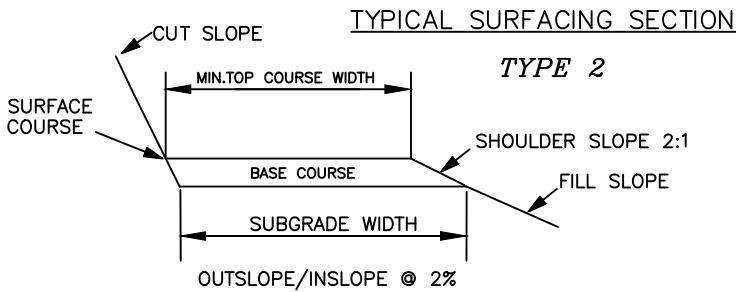 TYPICAL SURFACING SECTION
TYPE 2
CUT SLOPE
MIN.TOP COURSE WIDTH
SURFACE
COURSE
SHOULDER SLOPE 2:1
BASE COURSE
FILL SLOPE
SUBGRADE WIDTH
OUTSLOPE/INSLOPE @ 2%